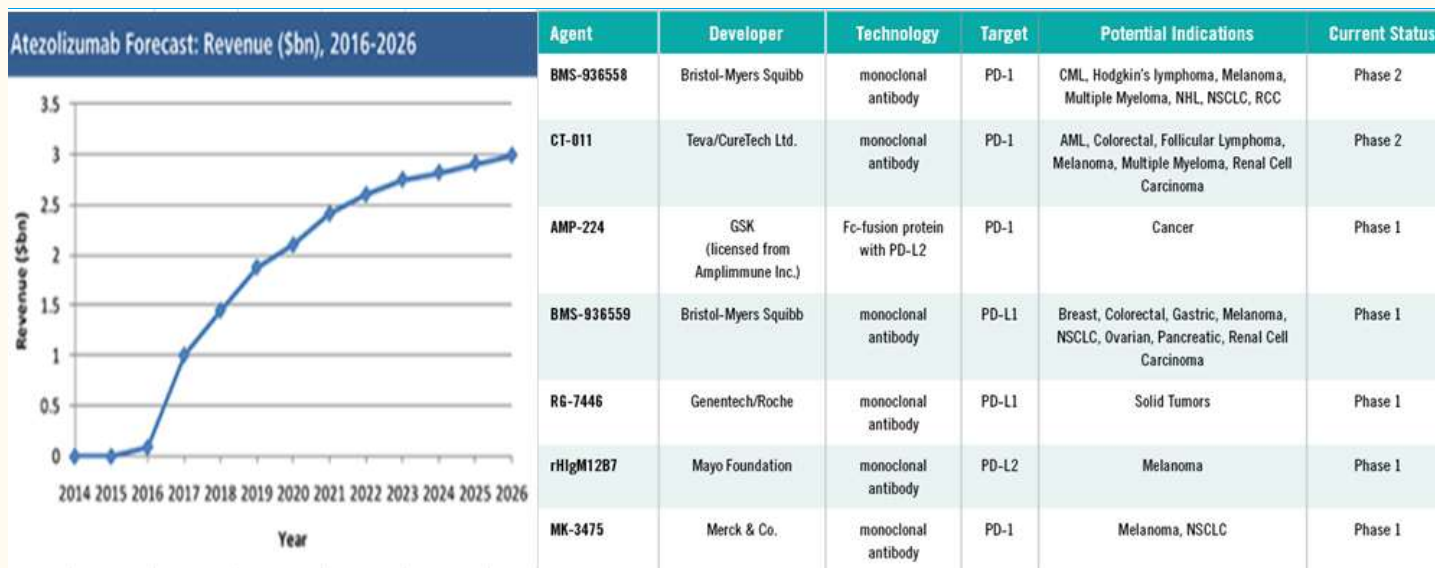 Atezolizumab Forecast: Revenue ($bn), 2016-2026
3.5
3
2.5
2
1.5
1
0.5
0
Revenue ($bn)
2014 2015 2016 2017 2018 2019 2020 2021 2022 2023 2024 2025 2026
Year
Agent Developer Technology Target Potential Indications Current Status
BMS-936558 Bristol-Myers Squibb monoclonal PD-1 CML, Hodgkin's lymphoma, Melanoma, Phase 2
antibody Multiple Myeloma, NHL, NSCLC, RCC
CT-011 Teva/CureTech Ltd. monoclonal PD-1 AML, Colorectal, Follicular Lymphoma, Phase 2
antibody Melanoma, Multiple Myeloma, Renal Cell
Carcinoma
AMP-224 GSK Fc-fusion protein PD-1 Cancer Phase 1
(licensed from with PD-L2
Amplimmune Inc.)
BMS-936559 Bristol-Myers Squibb monoclonal PD-L1 Breast, Colorectal, Gastric, Melanoma, Phase 1
antibody NSCLC, Ovarian, Pancreatic, Renal Cell
Carcinoma
RG-7446 Genentech/Roche monoclonal PD-L1 Solid Tumors Phase 1
antibody
rHIgM12B7 Mayo Foundation monoclonal PD-L2 Melanoma Phase 1
antibody
MK-3475 Merck & Co. monoclonal PD-1 Melanoma, NSCLC Phase 1
antibody